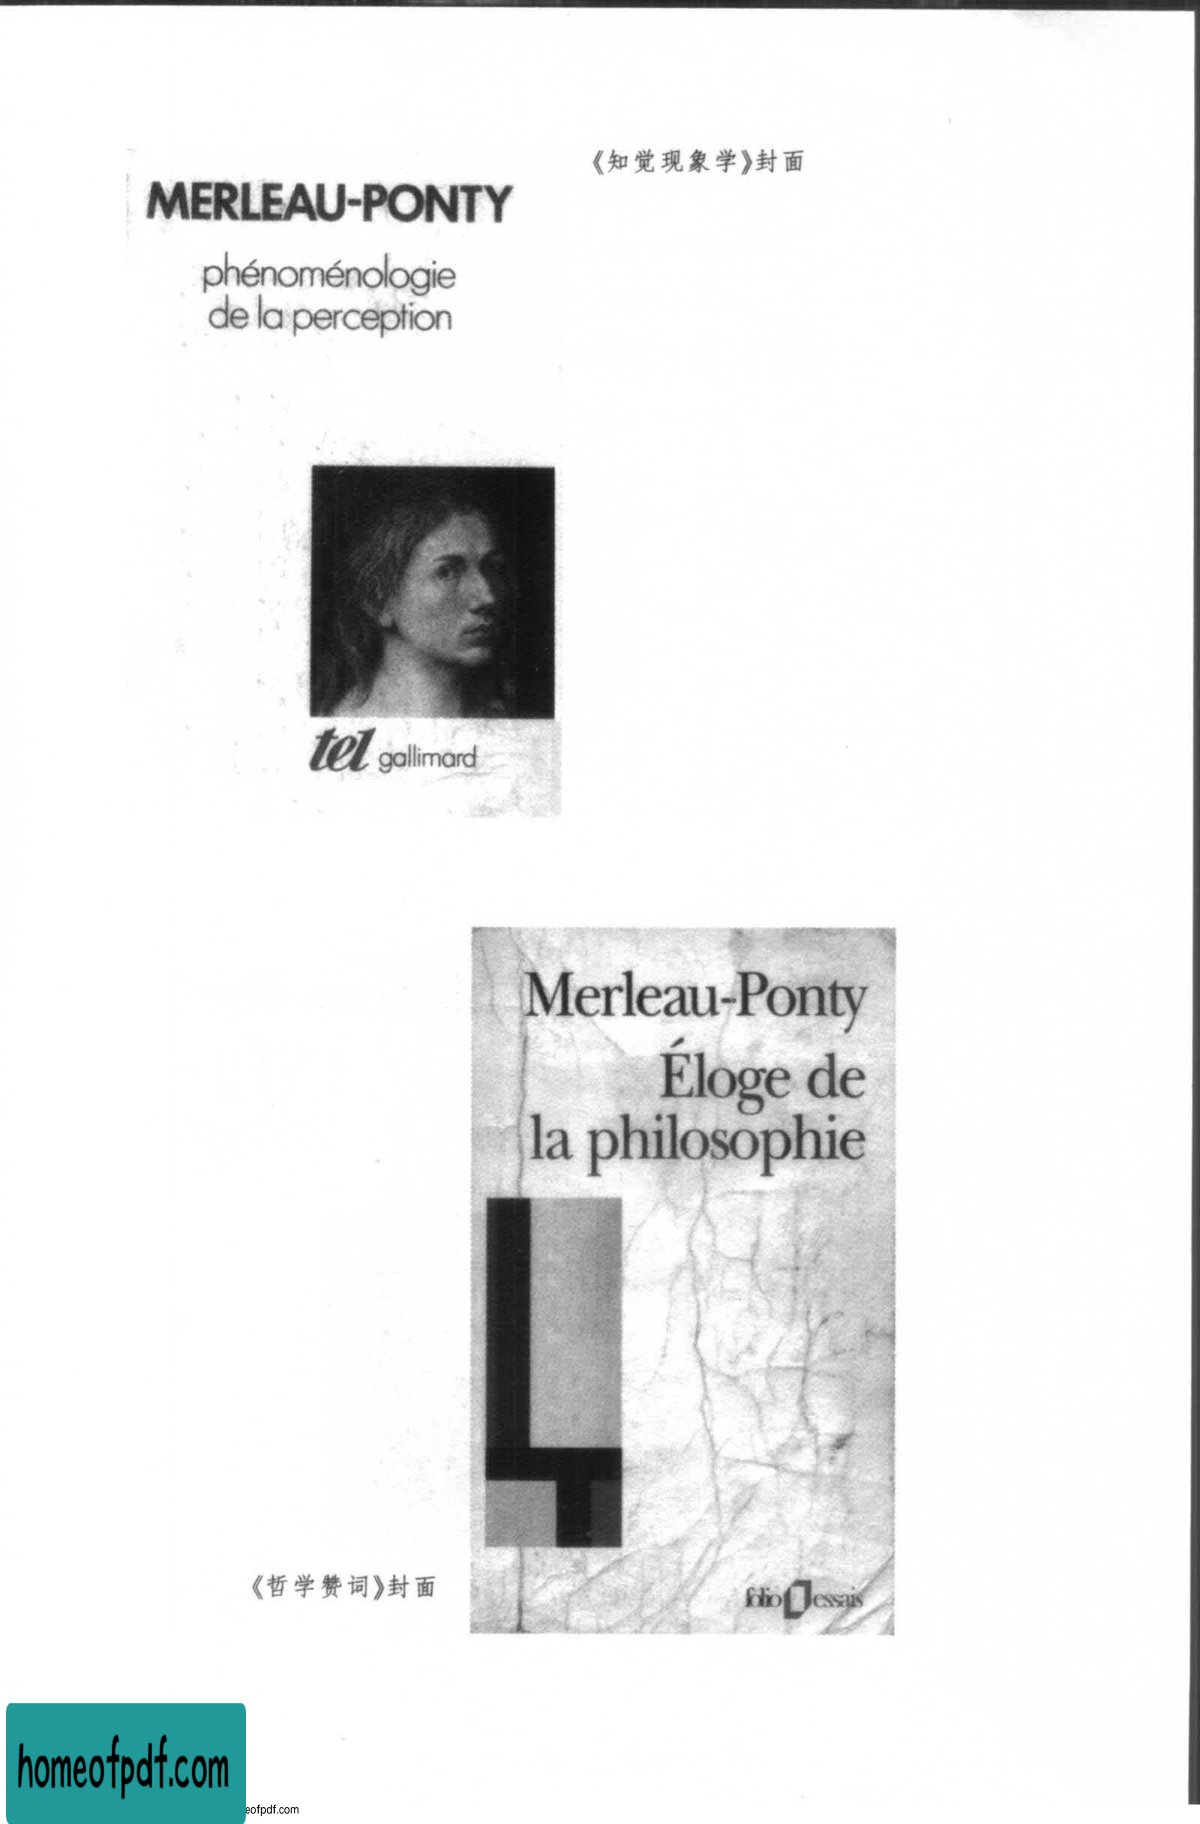 《知觉现象学》封面
MERLEAU-PONTY
phénoménologie
de la perception
tel gallimard
Merleau-Ponty
Éloge de
la philosophie
folio essais
《哲学赞词》封面
homeofpdf.com
eofpdf.com